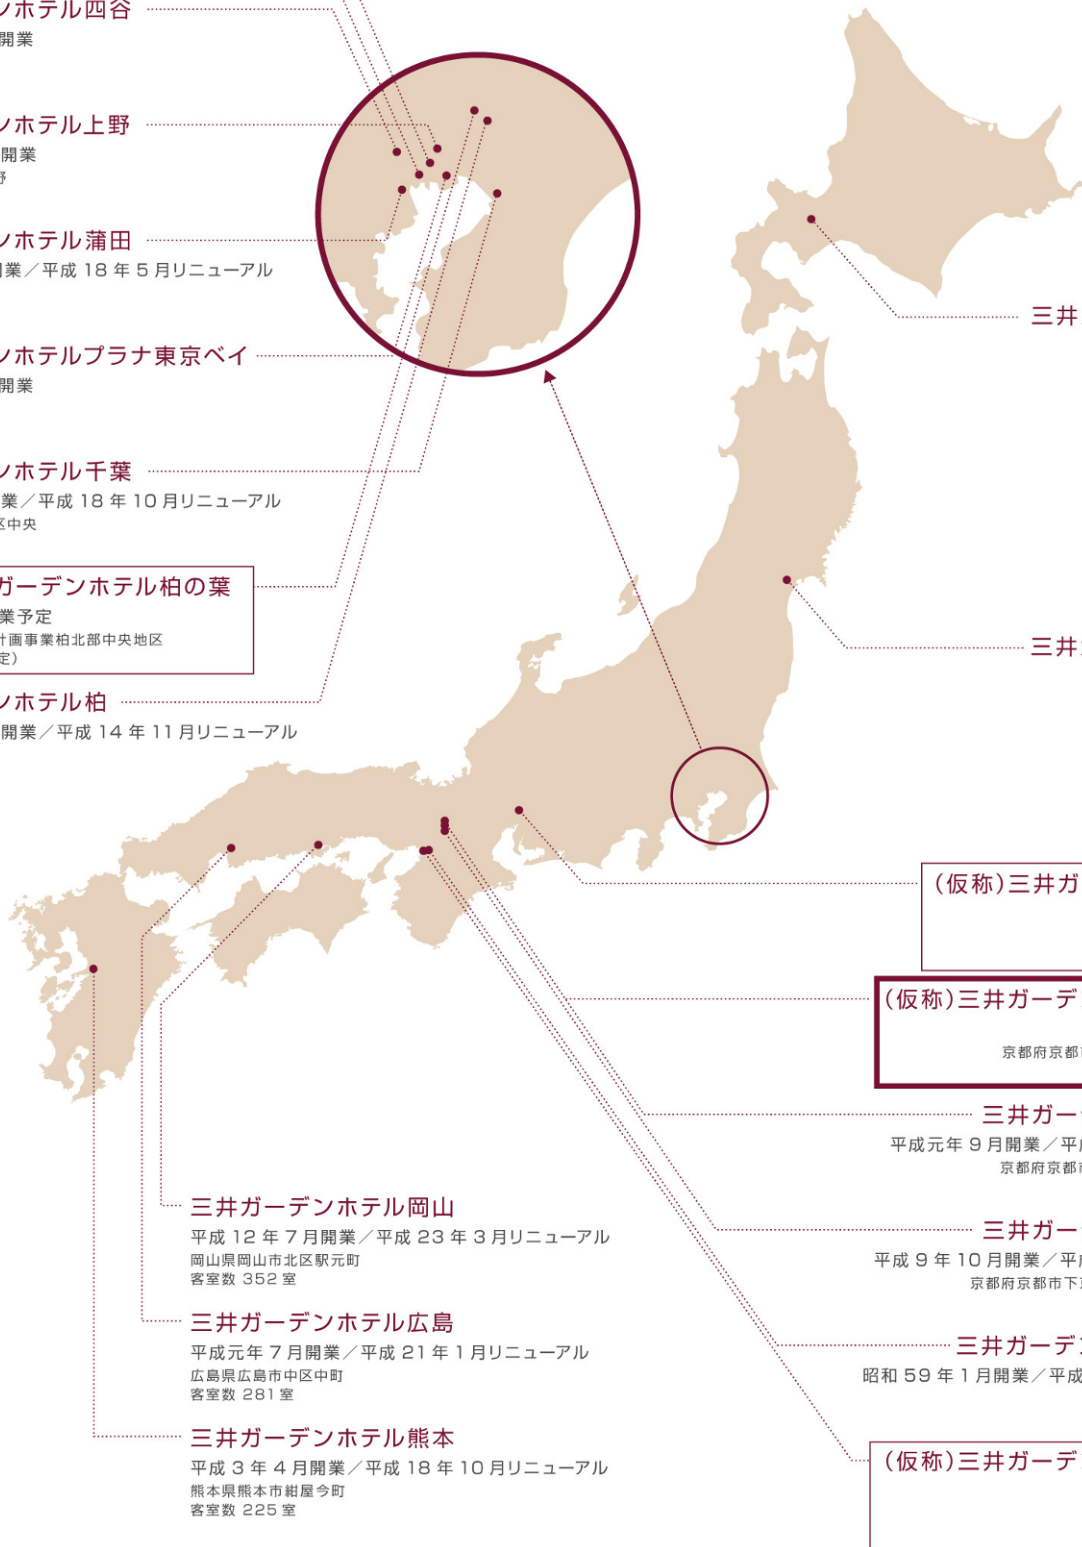 ンホテル四谷
開業
ンホテル上野
開業
野
ンホテル蒲田
業／平成 18 年 5 月リニューアル
ンホテルプラナ東京ベイ
開業
ンホテル千葉
業／平成 18 年 10 月リニューアル
区中央
ガーデンホテル柏の葉
業予定
計画事業柏北部中央地区
定）
ンホテル柏
開業／平成 14 年 11 月リニューアル
三井
三井
（仮称）三井ガ
（仮称）三井ガーデ
京都府京都
三井ガー
平成元年 9 月開業／平
京都府京都
三井ガー
平成 9 年 10 月開業／平
京都府京都市下
三井ガーデ
昭和 59 年 1 月開業／平成
（仮称）三井ガーデ
三井ガーデンホテル岡山
平成 12 年 7 月開業／平成 23 年 3 月リニューアル
岡山県岡山市北区駅元町
客室数 352 室
三井ガーデンホテル広島
平成元年 7 月開業／平成 21 年 1 月リニューアル
広島県広島市中区中町
客室数 281 室
三井ガーデンホテル熊本
平成 3 年 4 月開業／平成 18 年 10 月リニューアル
熊本県熊本市紺屋今町
客室数 225 室